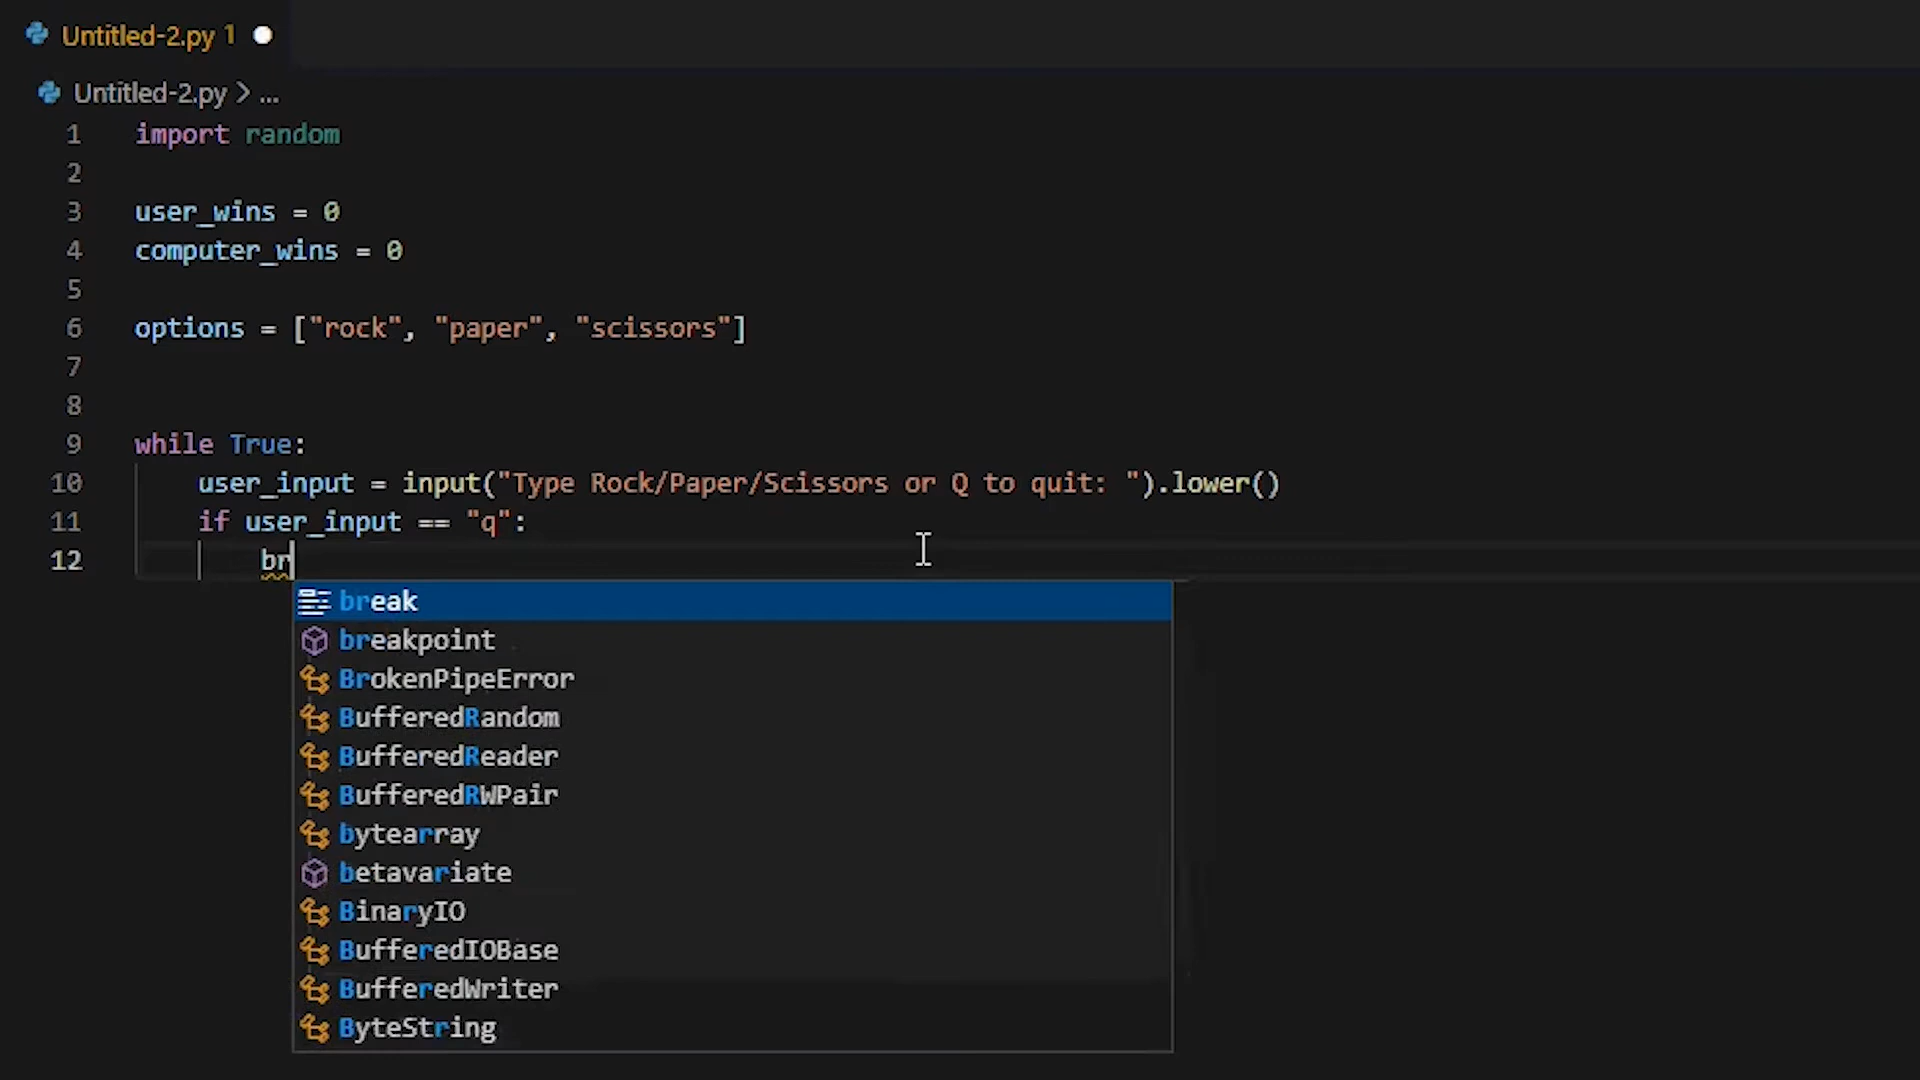 Untitled-2.py 1
Untitled-2.py > ...
1 import random
2
3 user_wins = 0
4 computer_wins = 0
5
6 options = ["rock", "paper", "scissors"]
7
8
9 while True:
10 user_input = input("Type Rock/Paper/Scissors or Q to quit: ").lower()
11 if user_input == "q":
12 br
break
breakpoint
BrokenPipeError
BufferedRandom
BufferedReader
BufferedRWPair
bytearray
betavariate
BinaryIO
BufferedIOBase
BufferedWriter
ByteString